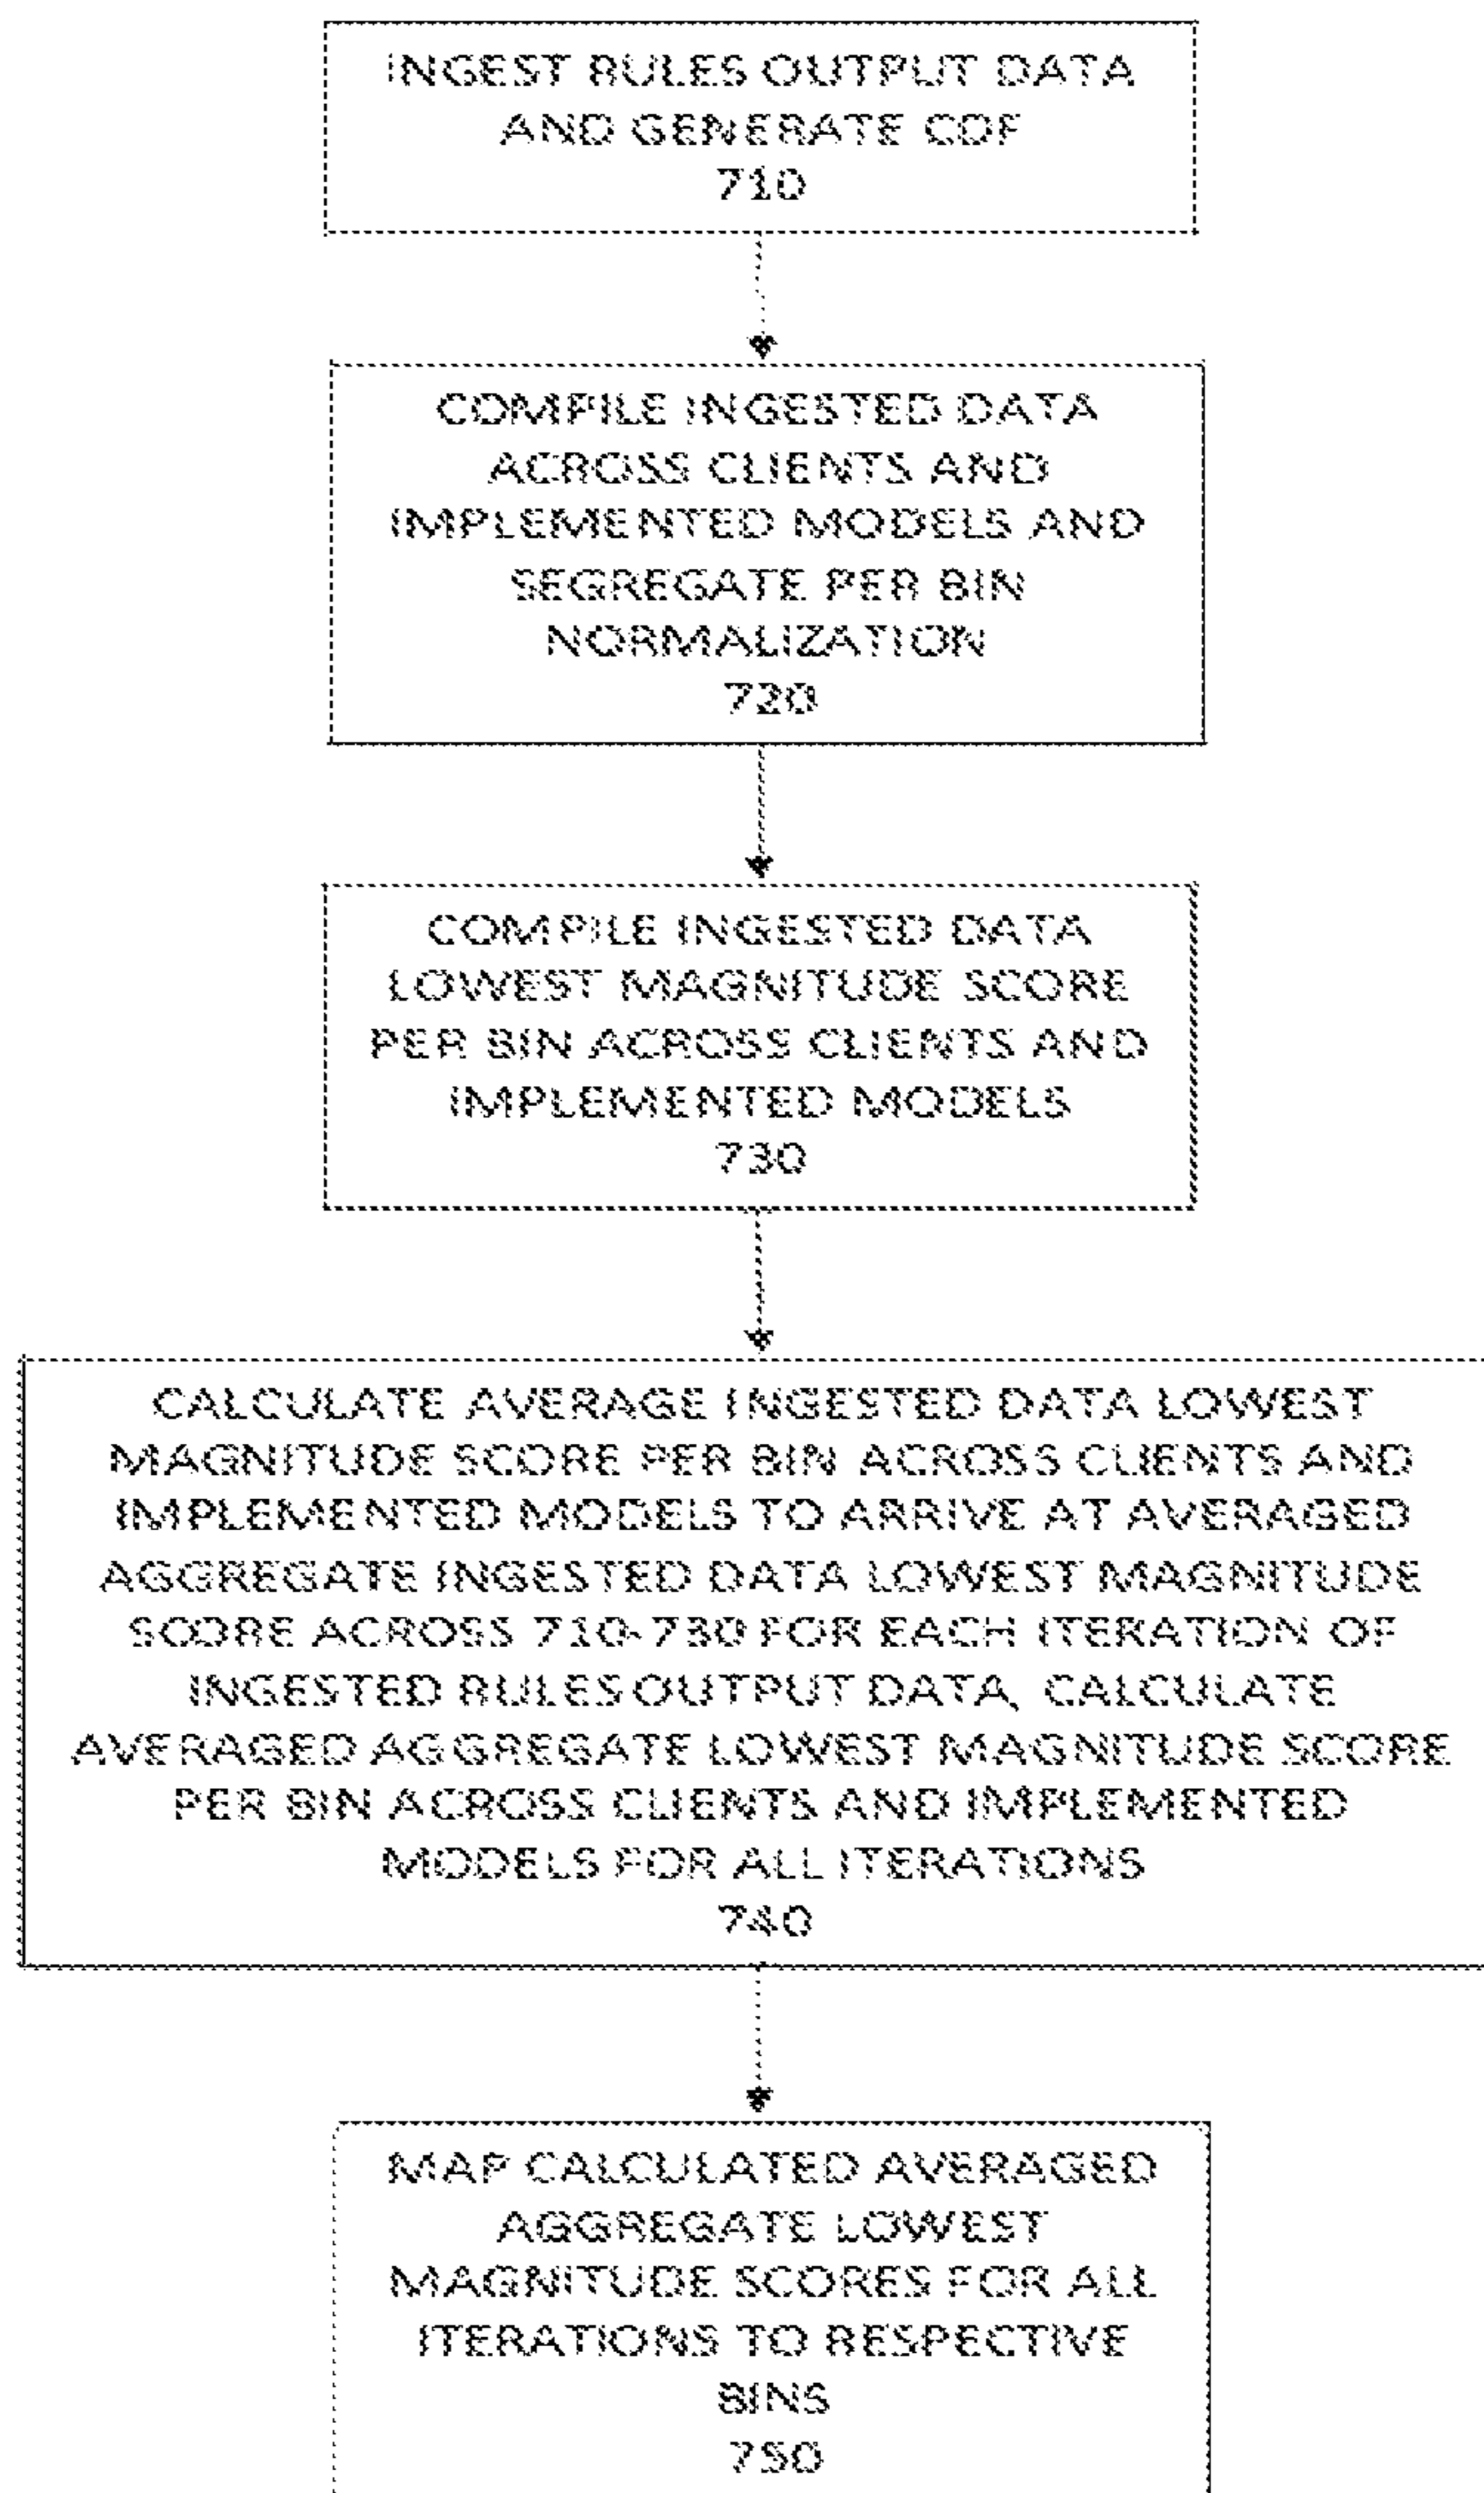 INGEST RULES OUTPUT DATA
AND GENERATE CDF
710
COMPILE INGESTED DATA
ACROSS CLIENTS AND
IMPLEMENTED MODELS AND
SEGREGATE PER BIN
NORMALIZATION
720
COMPILE INGESTED DATA
LOWEST MAGNITUDE SCORE
PER BIN ACROSS CLIENTS AND
IMPLEMENTED MODELS
730
CALCULATE AVERAGE INGESTED DATA LOWEST
MAGNITUDE SCORE PER BIN ACROSS CLIENTS AND
IMPLEMENTED MODELS TO ARRIVE AT AVERAGED
AGGREGATE INGESTED DATA LOWEST MAGNITUDE
SCORE ACROSS 710-730 FOR EACH ITERATION OF
INGESTED RULES OUTPUT DATA, CALCULATE
AVERAGED AGGREGATE LOWEST MAGNITUDE SCORE
PER BIN ACROSS CLIENTS AND IMPLEMENTED
MODELS FOR ALL ITERATIONS
740
MAP CALCULATED AVERAGED
AGGREGATE LOWEST
MAGNITUDE SCORES FOR ALL
ITERATIONS TO RESPECTIVE
BINS
750